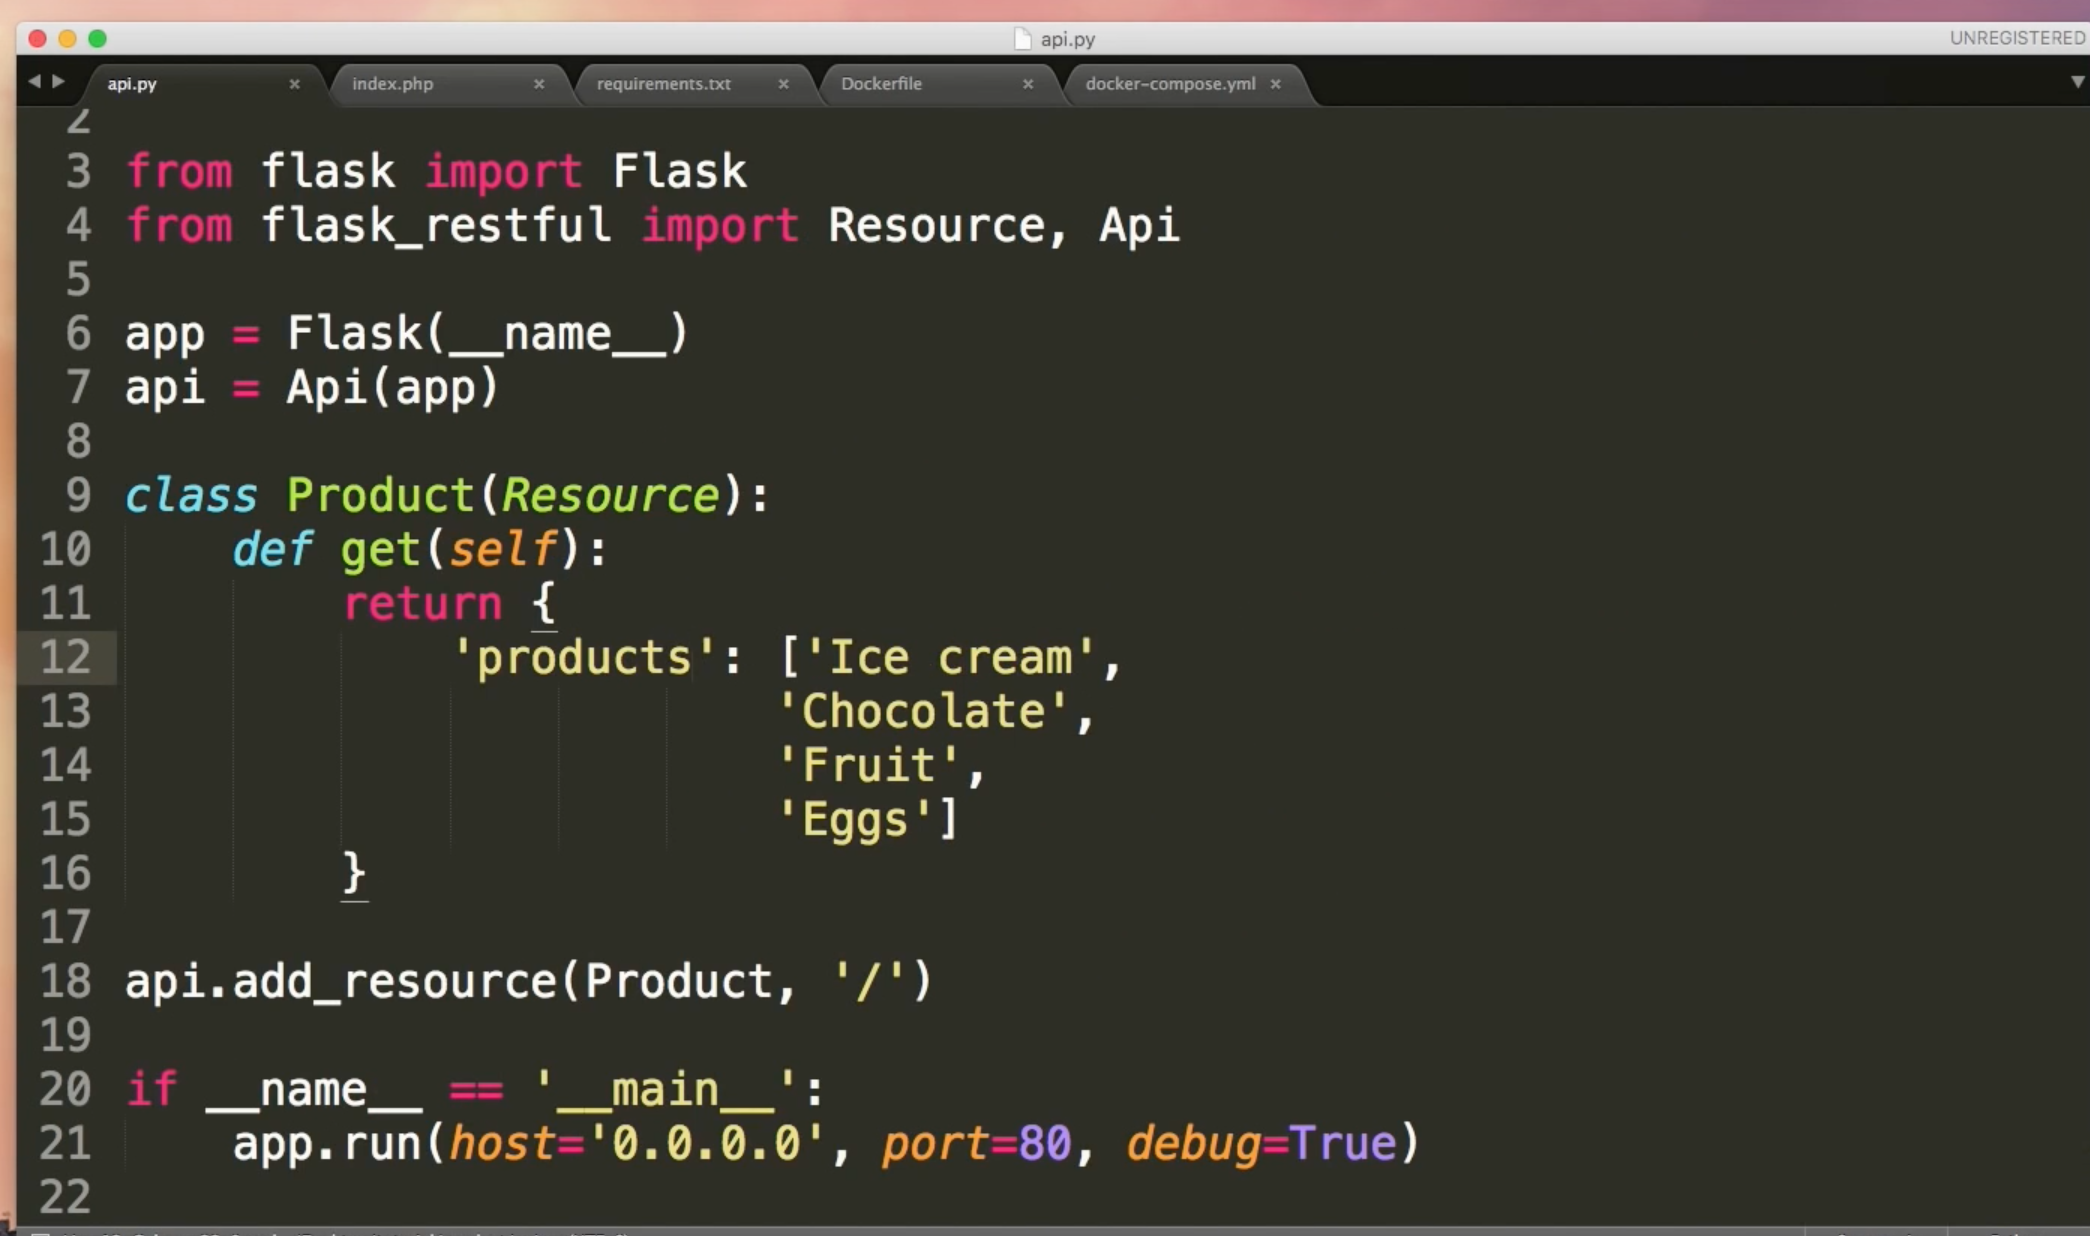 api.py
UNREGISTERED
api.py
index.php
requirements.txt
Dockerfile
docker-compose.yml
2
3 from flask import Flask
4 from flask_restful import Resource, Api
5
6 app = Flask(__name__)
7 api = Api(app)
8
9 class Product(Resource):
10     def get(self):
11         return {
12             'products': ['Ice cream',
13                         'Chocolate',
14                         'Fruit',
15                         'Eggs']
16         }
17
18 api.add_resource(Product, '/')
19
20 if __name__ == '__main__':
21     app.run(host='0.0.0.0', port=80, debug=True)
22